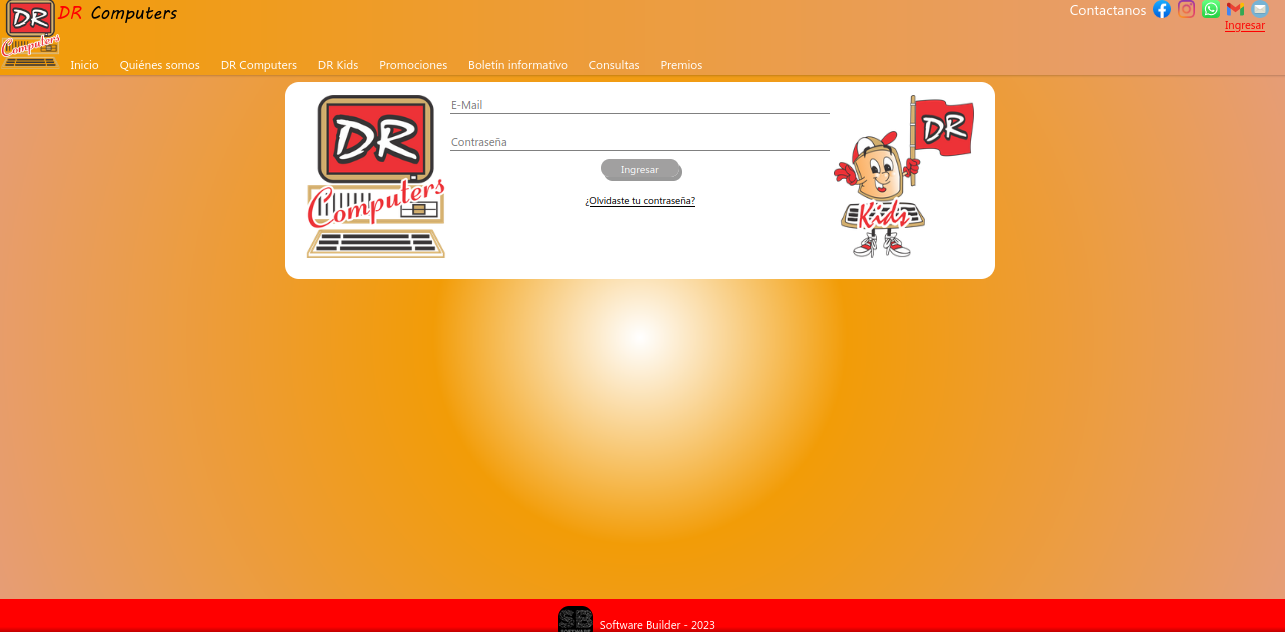 DR
Computers
DR Computers
Contactanos
Ingresar
Inicio Quiénes somos DR Computers DR Kids Promociones Boletín informativo Consultas Premios
DR
Computers
E-Mail
Contraseña
Ingresar
¿Olvidaste tu contraseña?
DR
Kids
SB
SOFTWARE
Software Builder - 2023